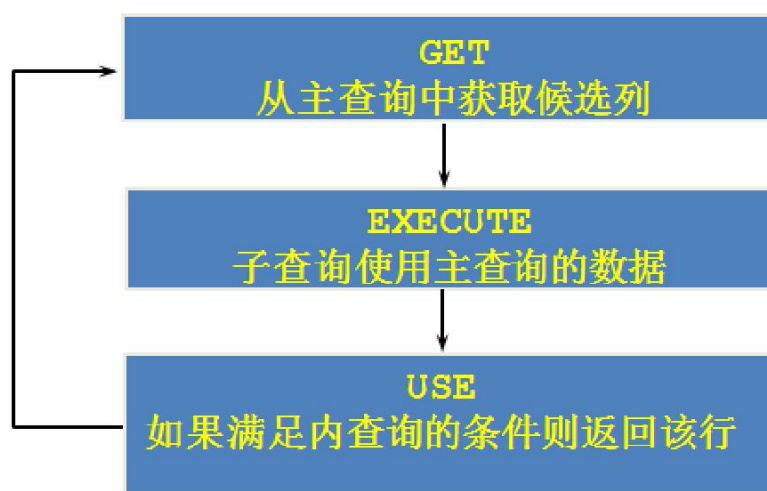 GET
从主查询中获取候选列
EXECUTE
子查询使用主查询的数据
USE
如果满足内查询的条件则返回该行